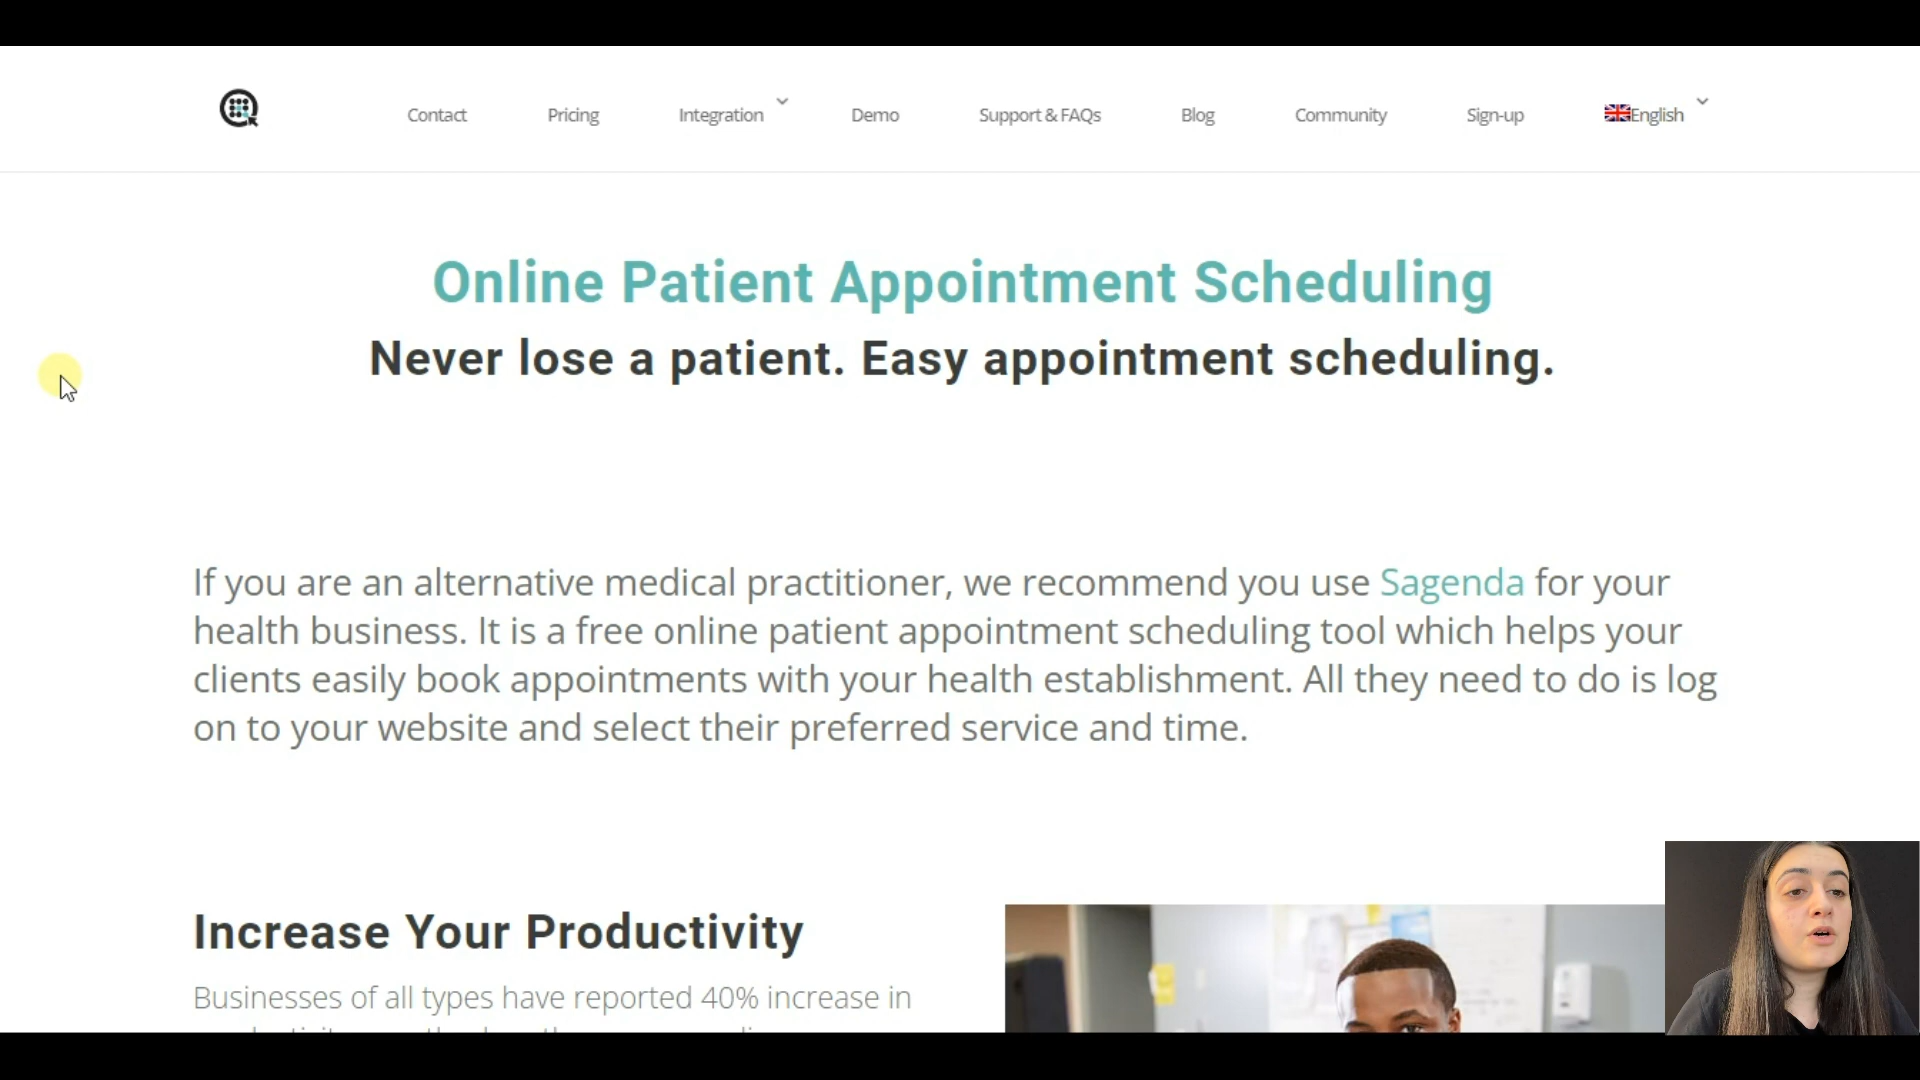 Contact
Pricing
Integration
Demo
Support & FAQs
Blog
Community
Sign-up
English
Online Patient Appointment Scheduling
Never lose a patient. Easy appointment scheduling.
If you are an alternative medical practitioner, we recommend you use Sagenda for your
health business. It is a free online patient appointment scheduling tool which helps your
clients easily book appointments with your health establishment. All they need to do is log
on to your website and select their preferred service and time.
Increase Your Productivity
Businesses of all types have reported 40% increase in